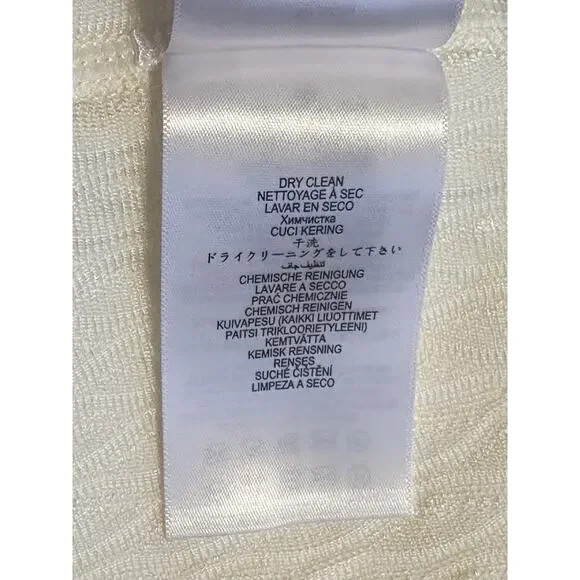 DRY CLEAN
NETTOYAGE À SEC
LAVAR EN SECO
Химчистка
CUCI KERING
干洗
ドライクリーニングをして下さい
تنظيف جاف
CHEMISCHE REINIGUNG
LAVARE A SECCO
PRAĆ CHEMICZNIE
CHEMISCH REINIGEN
KUIVAPESU (KAIKKI LIUOTTIMET
PAITSI TRIKLOORIETYLEENI)
KEMTVÄTTA
KEMISK RENSNING
RENSES
SUCHÉ ČIŠTĚNÍ
LIMPEZA A SECO